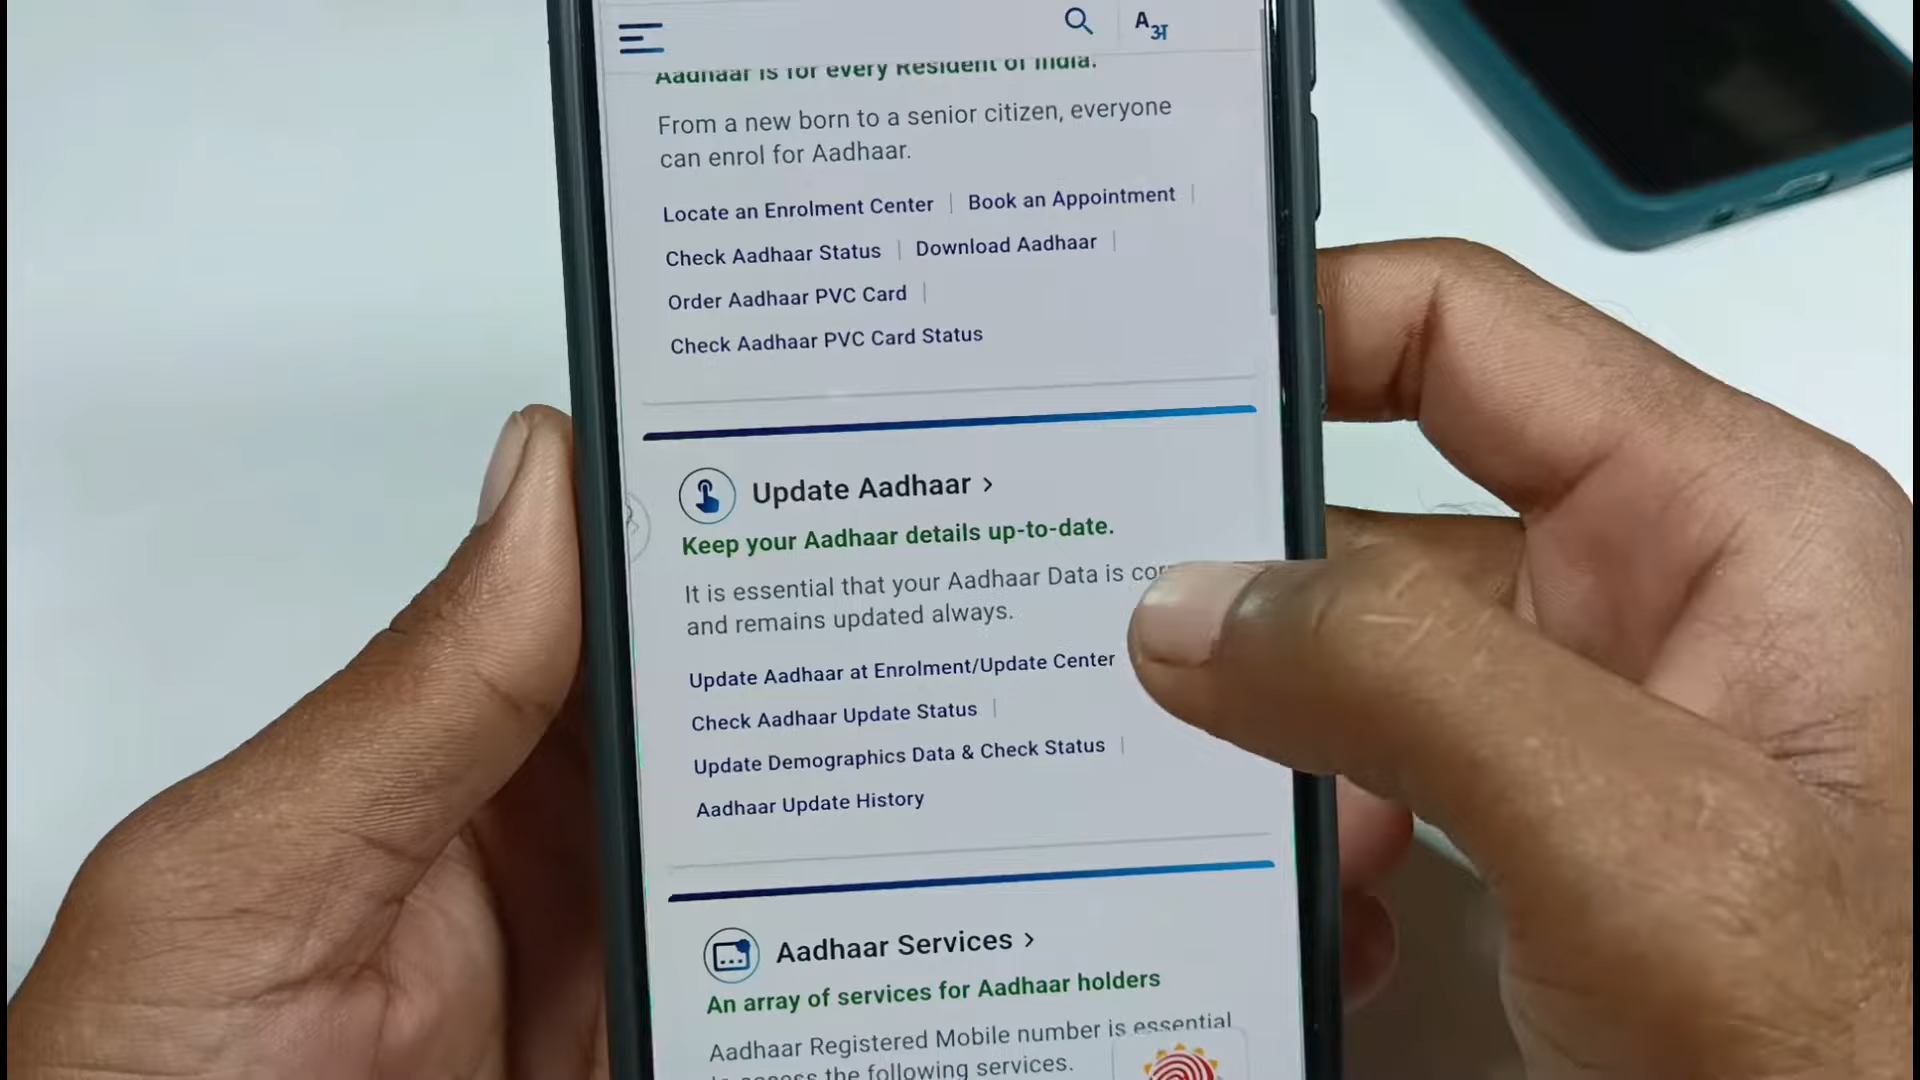 A अ
Aadhaar is for every Resident of India.
From a new born to a senior citizen, everyone
can enrol for Aadhaar.
Locate an Enrolment Center | Book an Appointment |
Check Aadhaar Status | Download Aadhaar |
Order Aadhaar PVC Card |
Check Aadhaar PVC Card Status
Update Aadhaar >
Keep your Aadhaar details up-to-date.
It is essential that your Aadhaar Data is
and remains updated always.
Update Aadhaar at Enrolment/Update Center
Check Aadhaar Update Status |
Update Demographics Data & Check Status |
Aadhaar Update History
Aadhaar Services >
An array of services for Aadhaar holders
Aadhaar Registered Mobile number is essential
the following services.